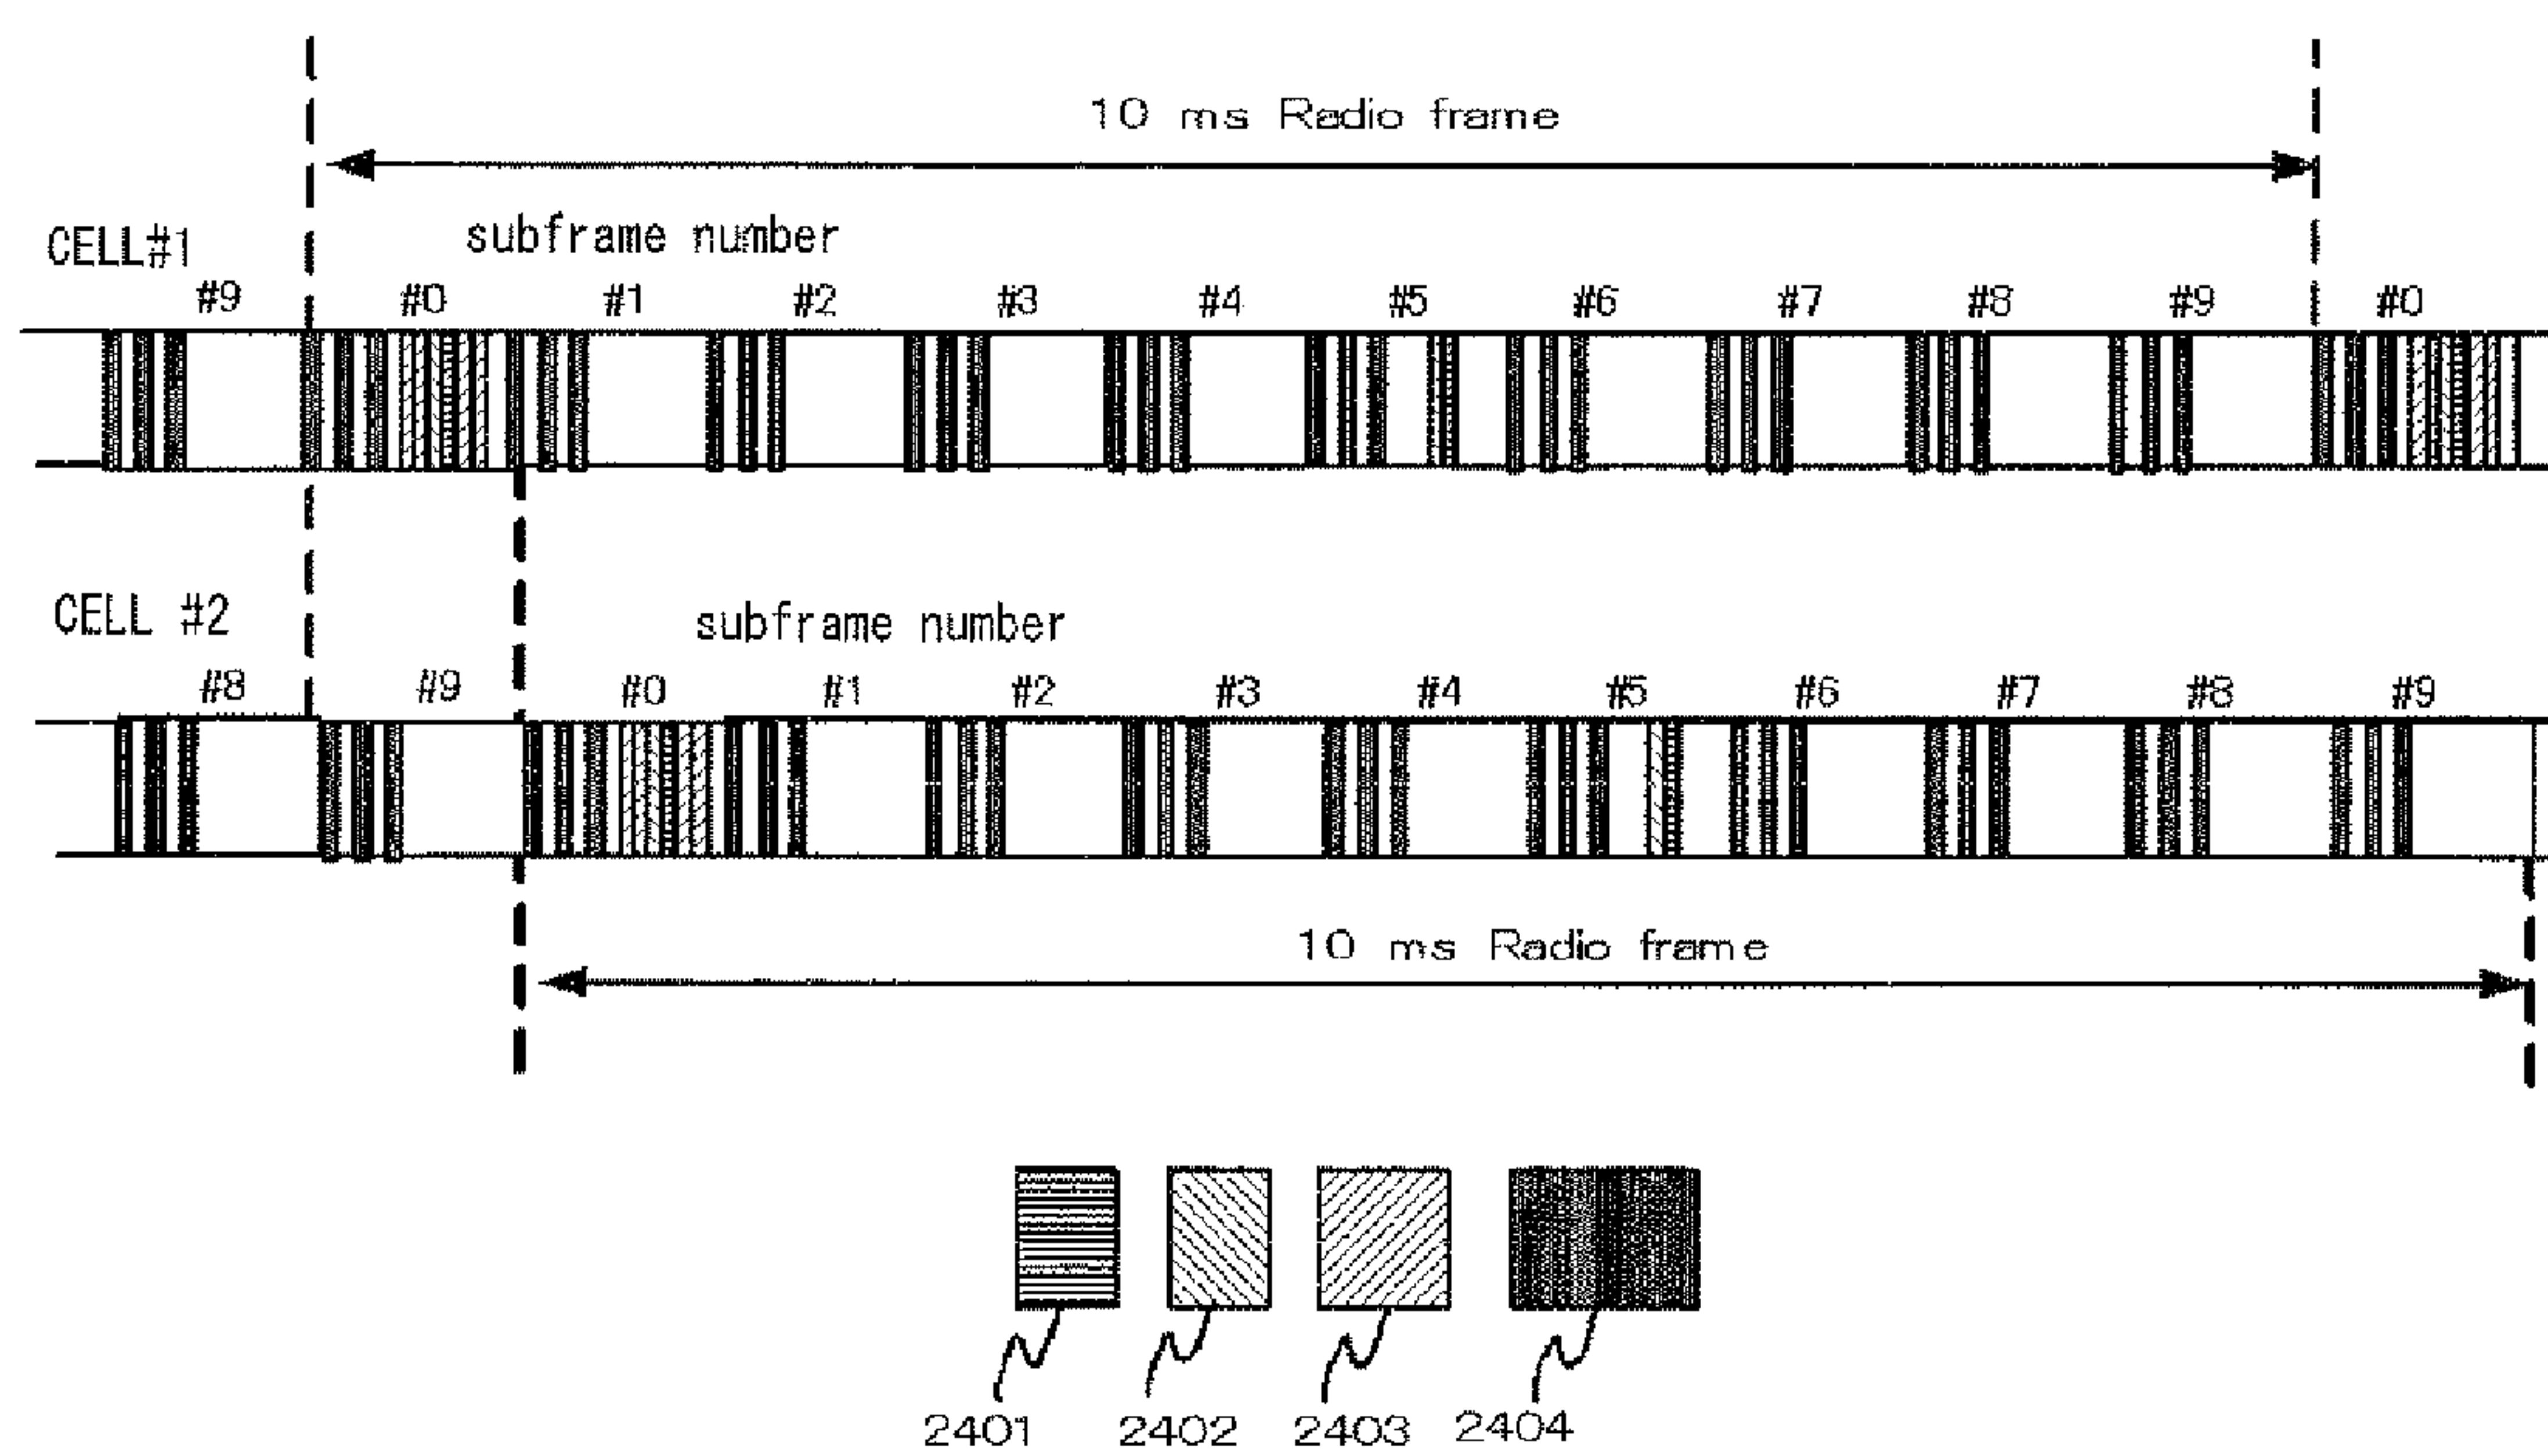 10 ms Radio frame
CELL#1
subframe number
#9 #0 #1 #2 #3 #4 #5 #6 #7 #8 #9 #0
CELL #2
subframe number
#8 #9 #0 #1 #2 #3 #4 #5 #6 #7 #8 #9
10 ms Radio frame
2401 2402 2403 2404